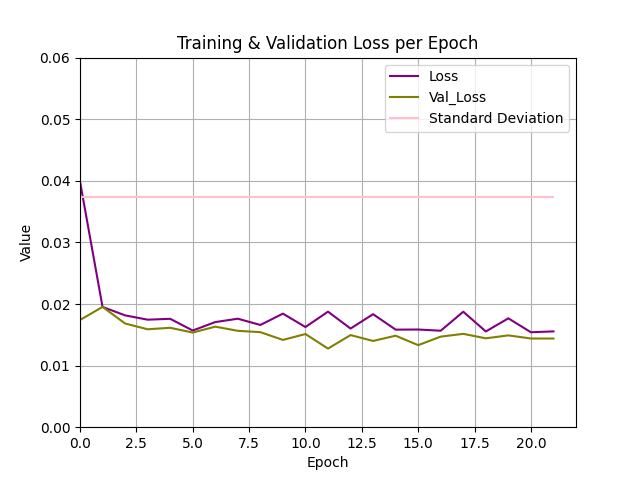 Training & Validation Loss per Epoch
Loss
Val_Loss
Standard Deviation
0.06
0.05
0.04
0.03
0.02
0.01
0.00
Value
0.0 2.5 5.0 7.5 10.0 12.5 15.0 17.5 20.0
Epoch